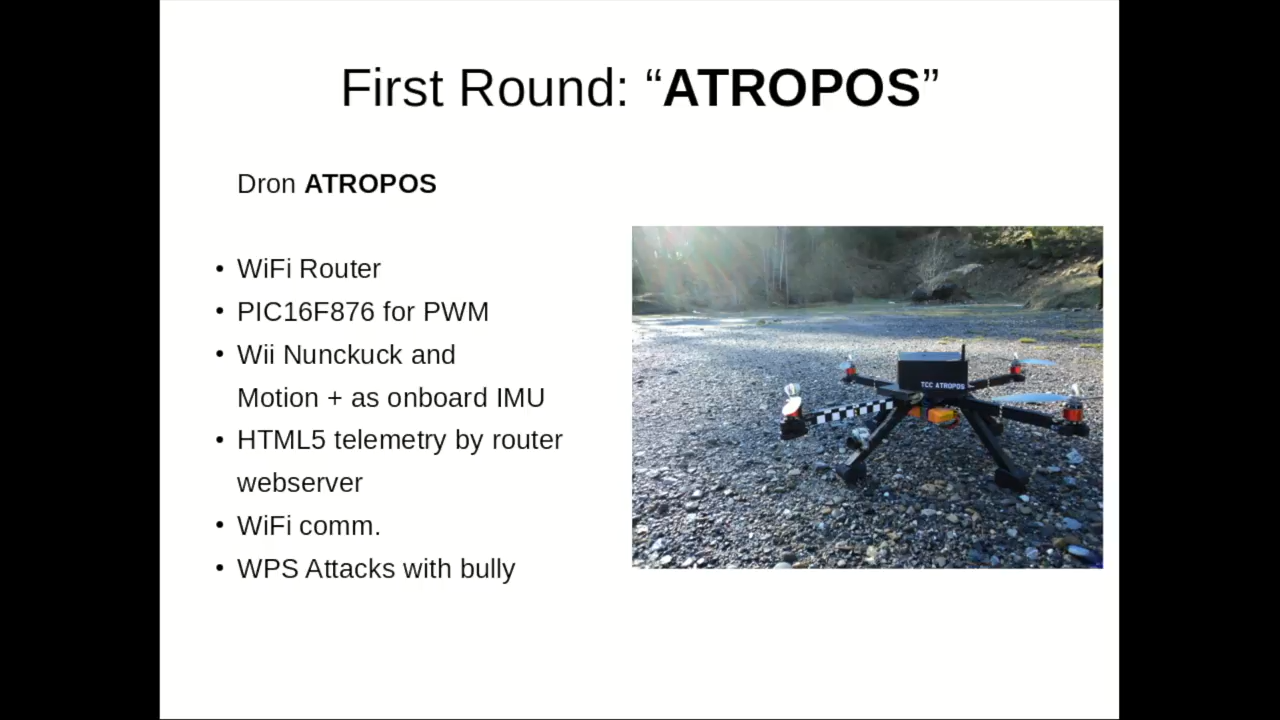 First Round: “ATROPOS”
Dron ATROPOS
• WiFi Router
• PIC16F876 for PWM
• Wii Nunckuck and
Motion + as onboard IMU
• HTML5 telemetry by router
webserver
• WiFi comm.
• WPS Attacks with bully
TCC ATROPOS